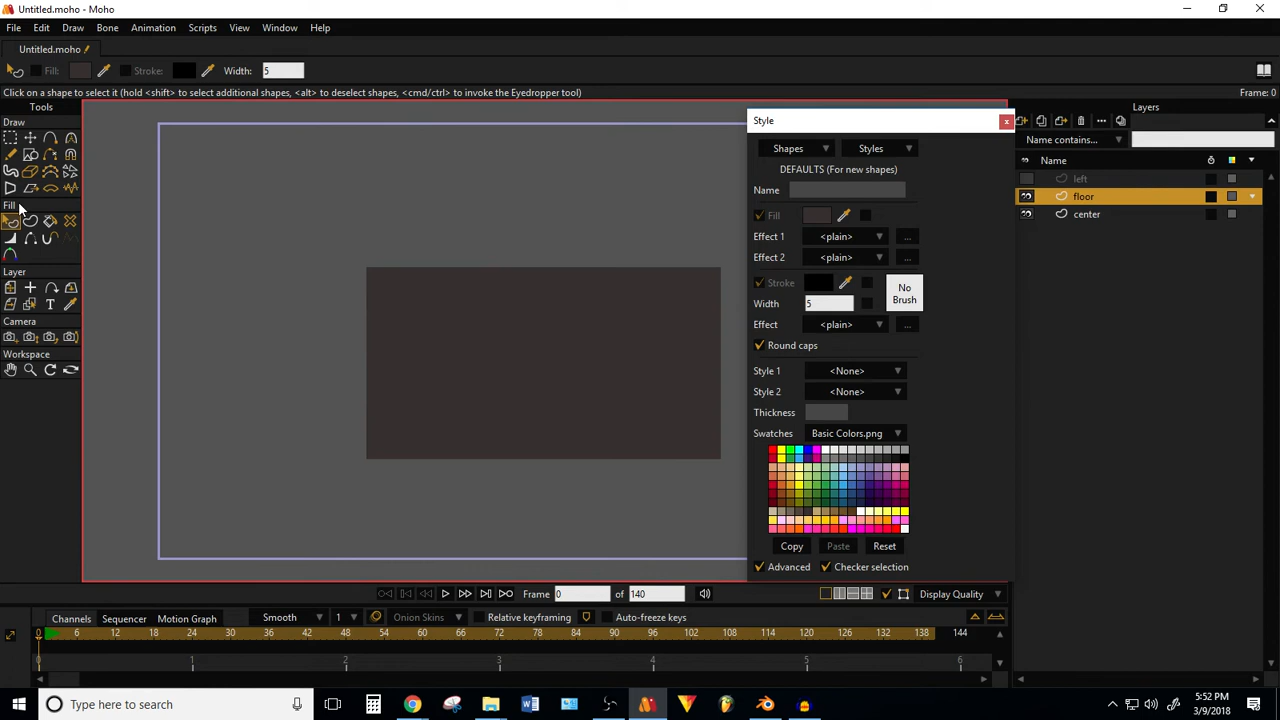 Untitled.moho - Moho
File Edit Draw Bone Animation Scripts View Window Help
Untitled.moho
Fill: Stroke: Width: 5
Click on a shape to select it (hold <shift> to select additional shapes, <alt> to deselect shapes, <cmd/ctrl> to invoke the Eyedropper tool) Frame: 0
Tools
Draw
Fill
Layer
T
Camera
Workspace
Style x
Shapes Styles
DEFAULTS (For new shapes)
Name
Fill
Effect 1 <plain> ...
Effect 2 <plain> ...
Stroke
No Brush
Width 5
Effect <plain> ...
Round caps
Style 1 <None>
Style 2 <None>
Thickness
Swatches Basic Colors.png
Copy Paste Reset
Advanced Checker selection
Layers
Name contains...
Name
left
floor
center
Frame 0 of 140 Display Quality
Channels Sequencer Motion Graph Smooth 1 Onion Skins Relative keyframing Auto-freeze keys
0 6 12 18 24 30 36 42 48 54 60 66 72 78 84 90 96 102 108 114 120 126 132 138 144
0 1 2 3 4 5 6
Type here to search
5:52 PM
3/9/2018